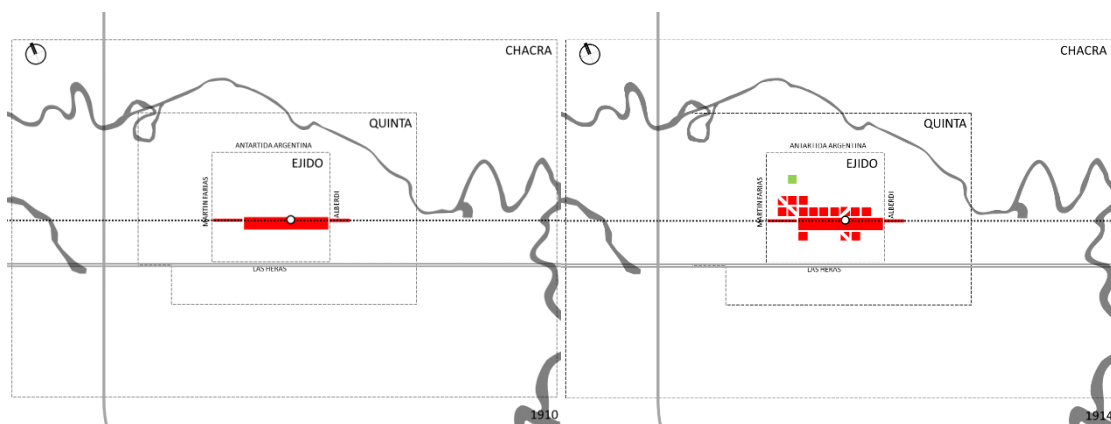 CHACRA
QUINTA
ANTARTIDA ARGENTINA
EJIDO
MARTIN FARIAS
ALBERDI
LAS HERAS
1910
CHACRA
QUINTA
ANTARTIDA ARGENTINA
EJIDO
MARTIN FARIAS
ALBERDI
LAS HERAS
1914